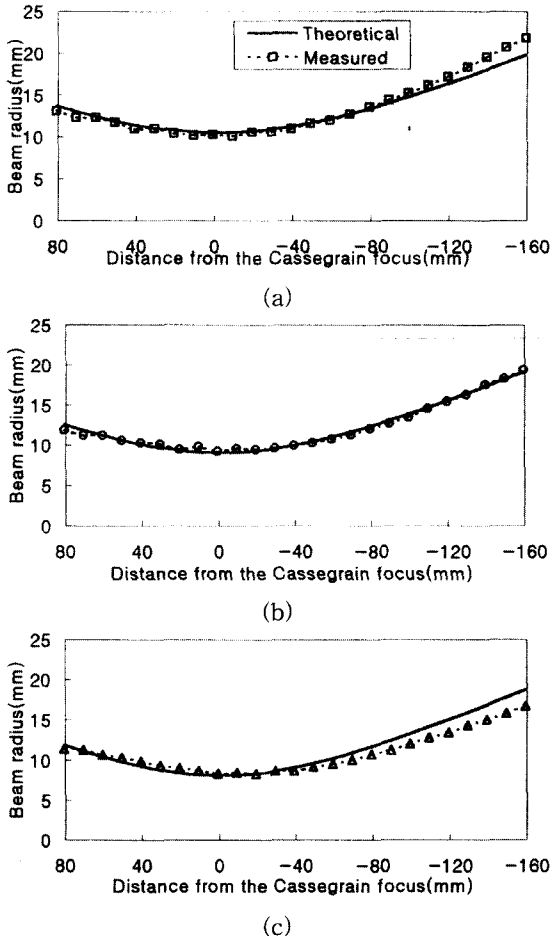 25
Theoretical
20
Measured
15
10
5
0
Beam radius(mm)
80 40 0 −40 −80 −120 −160
Distance from the Cassegrain focus(mm)
(a)
25
20
15
10
5
0
Beam radius(mm)
80 40 0 −40 −80 −120 −160
Distance from the Cassegrain focus(mm)
(b)
25
20
15
10
5
0
Beam radius(mm)
80 40 0 −40 −80 −120 −160
Distance from the Cassegrain focus(mm)
(c)